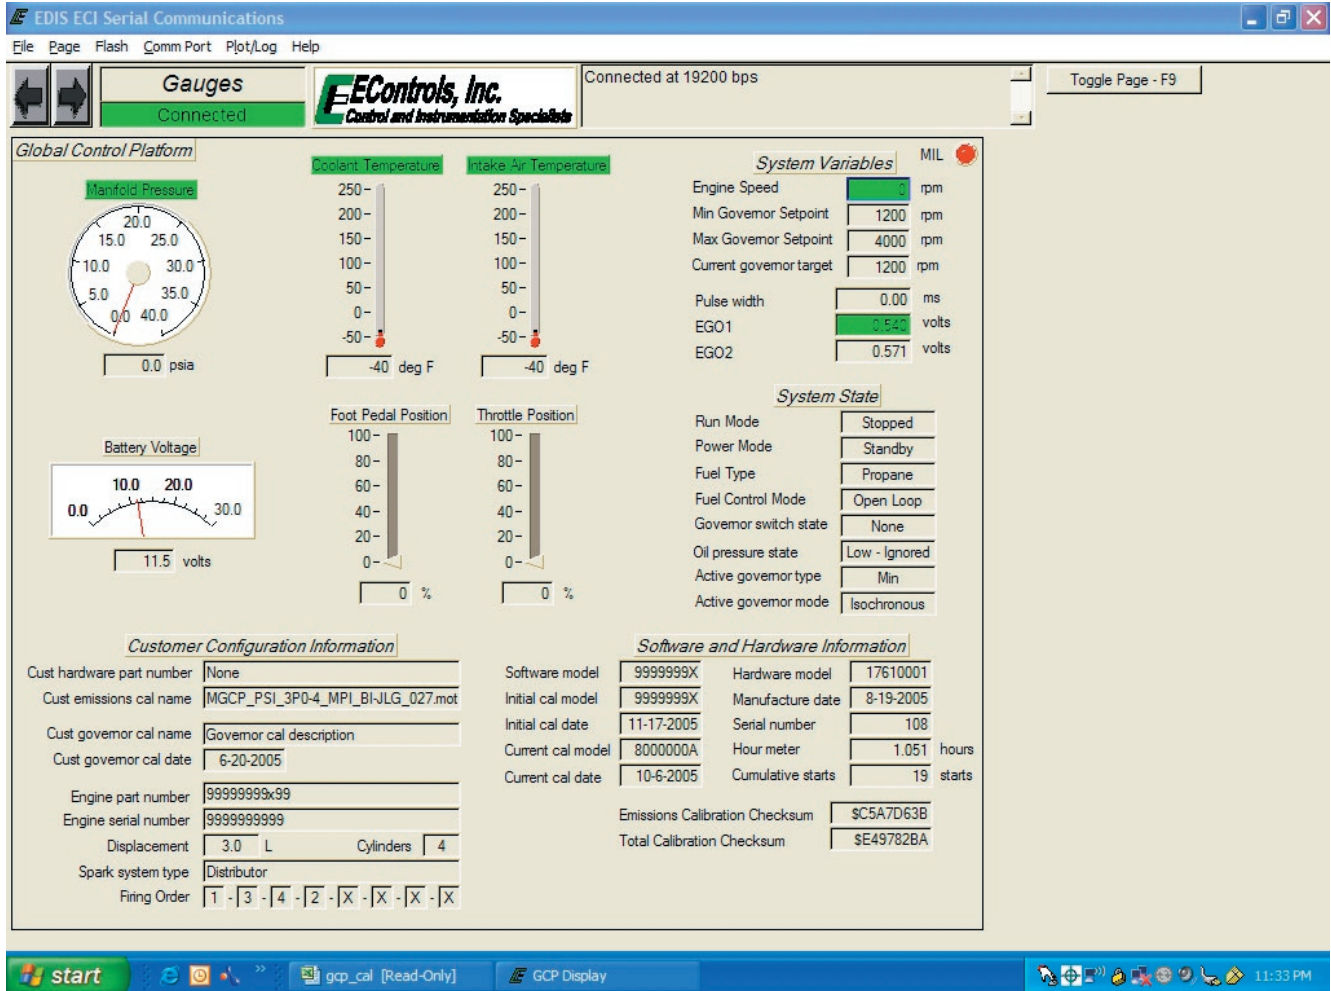 EDIS ECI Serial Communications
File Page Flash Comm Port Plot/Log Help
Gauges
Connected
EControls, Inc.
Control and Instrumentation Specialists
Connected at 19200 bps
Toggle Page - F9
Global Control Platform
Manifold Pressure
20.0
15.0 25.0
10.0 30.0
5.0 35.0
0.0 40.0
0.0 psia
Coolant Temperature
250
200
150
100
50
0
-50
-40 deg F
Intake Air Temperature
250
200
150
100
50
0
-50
-40 deg F
Battery Voltage
10.0 20.0
0.0 30.0
11.5 volts
Foot Pedal Position
100
80
60
40
20
0
0 %
Throttle Position
100
80
60
40
20
0
0 %
System Variables MIL
Engine Speed 0 rpm
Min Governor Setpoint 1200 rpm
Max Governor Setpoint 4000 rpm
Current governor target 1200 rpm
Pulse width 0.00 ms
EGO1 volts
EGO2 0.571 volts
System State
Run Mode Stopped
Power Mode Standby
Fuel Type Propane
Fuel Control Mode Open Loop
Governor switch state None
Oil pressure state Low - Ignored
Active governor type Min
Active governor mode Isochronous
Customer Configuration Information
Cust hardware part number None
Cust emissions cal name MGCP_PSI_3P0-4_MPI_BI-JLG_027.mot
Cust governor cal name Governor cal description
Cust governor cal date 6-20-2005
Engine part number 99999999x99
Engine serial number 9999999999
Displacement 3.0 L Cylinders 4
Spark system type Distributor
Firing Order 1 - 3 - 4 - 2 - X - X - X - X
Software and Hardware Information
Software model 9999999X Hardware model 17610001
Initial cal model 9999999X Manufacture date 8-19-2005
Initial cal date 11-17-2005 Serial number 108
Current cal model 8000000A Hour meter 1.051 hours
Current cal date 10-6-2005 Cumulative starts 19 starts
Emissions Calibration Checksum $C5A7D63B
Total Calibration Checksum $E49782BA
start gcp_cal [Read-Only] GCP Display 11:33 PM